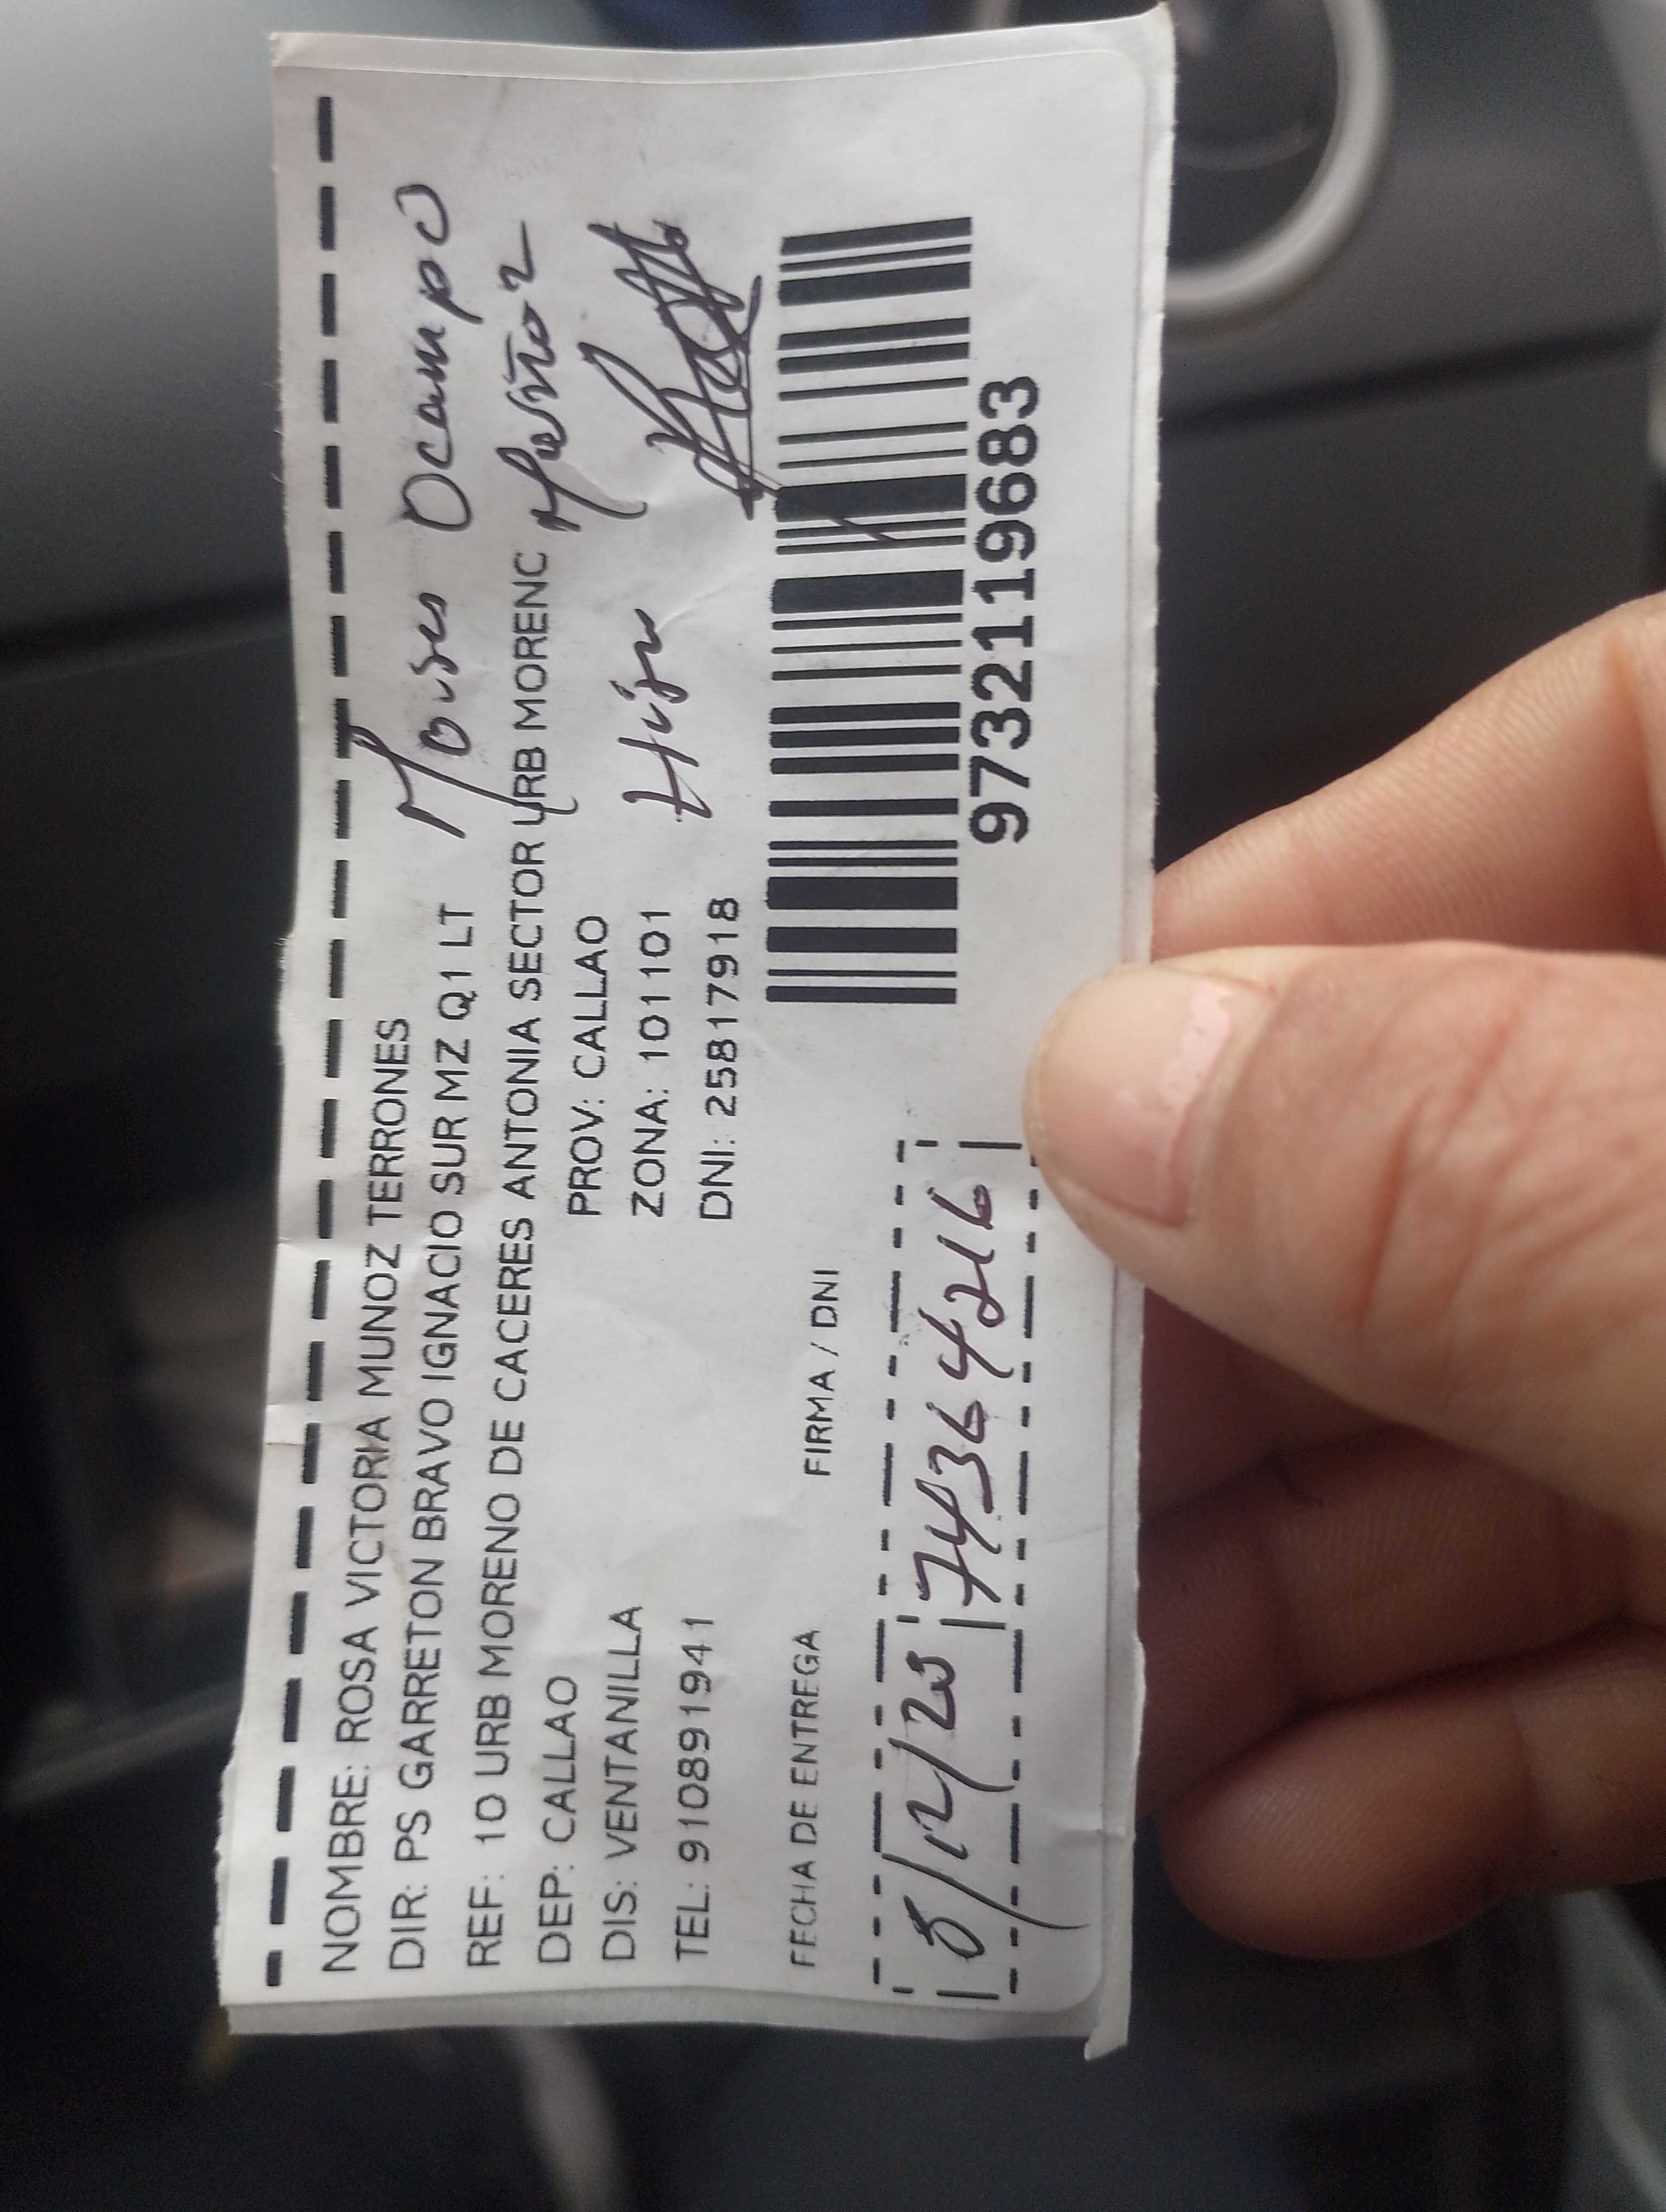 NOMBRE: ROSA VICTORIA MUNOZ TERRONES
DIR: PS GARRETON BRAVO IGNACIO SUR MZ Q1 LT
Moises Ocampo
REF: 10 URB MORENO DE CACERES ANTONIA SECTOR URB MORENC
Muñoz
DEP: CALLAO PROV: CALLAO
DIS: VENTANILLA ZONA: 101101
Hijo
TEL: 910891941 DNI: 25817918
FECHA DE ENTREGA FIRMA / DNI
8/12/25 74364216
9732119683